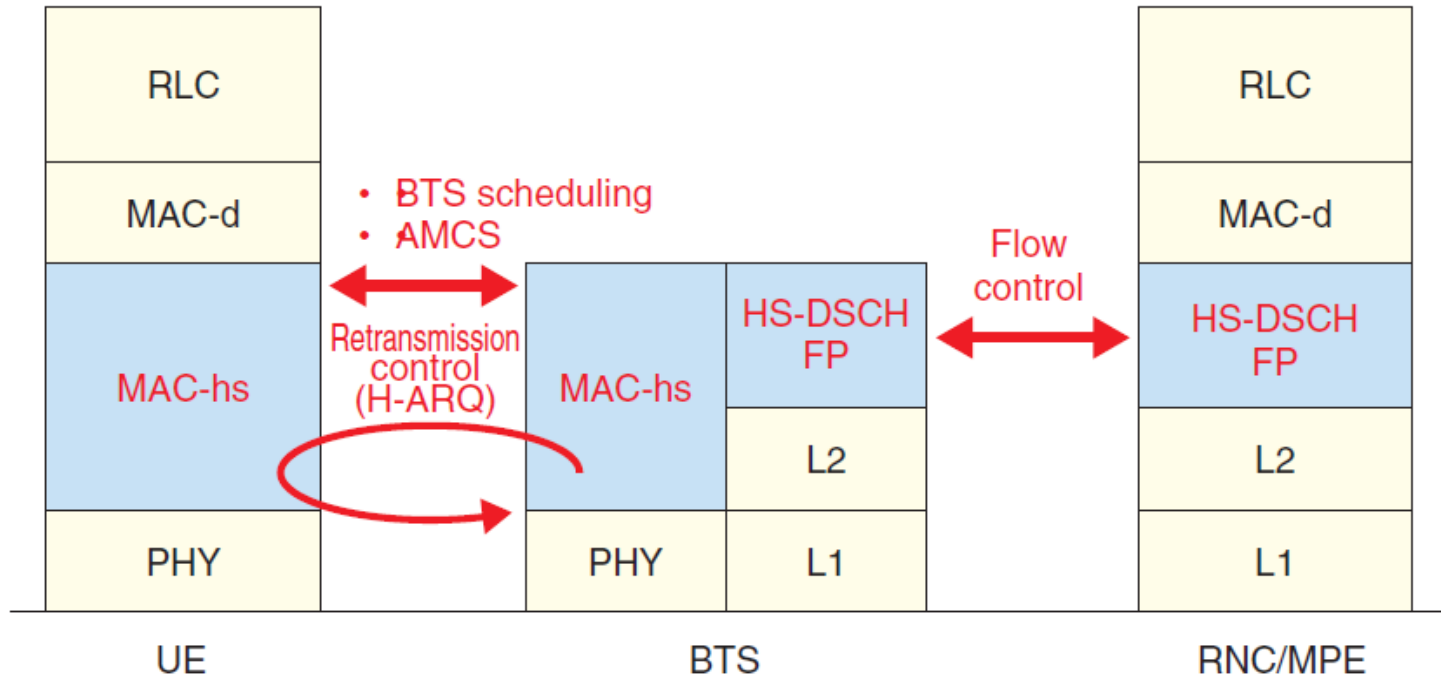 RLC
MAC-d
MAC-hs
PHY
UE
• BTS scheduling
• AMCS
Retransmission
control
(H-ARQ)
MAC-hs
PHY
HS-DSCH
FP
L2
L1
BTS
Flow
control
RLC
MAC-d
HS-DSCH
FP
L2
L1
RNC/MPE